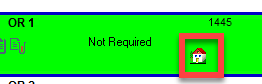 OR 1 1445
Not Required